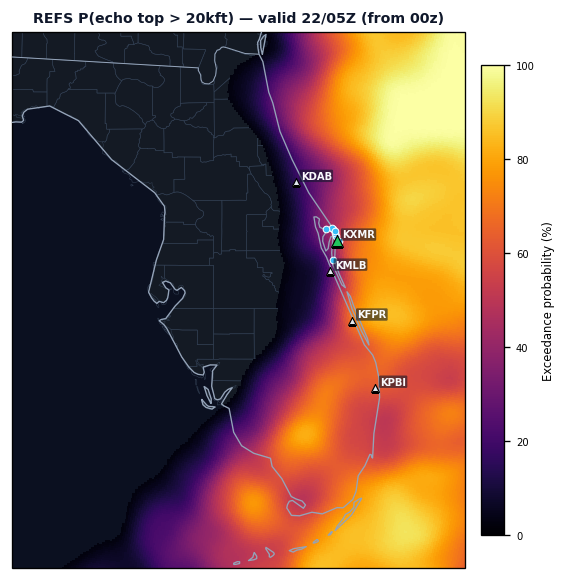 REFS P(echo top > 20kft) — valid 22/05Z (from 00z)
KDAB
KXMR
KMLB
KFPR
KPBI
100
80
60
40
20
0
Exceedance probability (%)